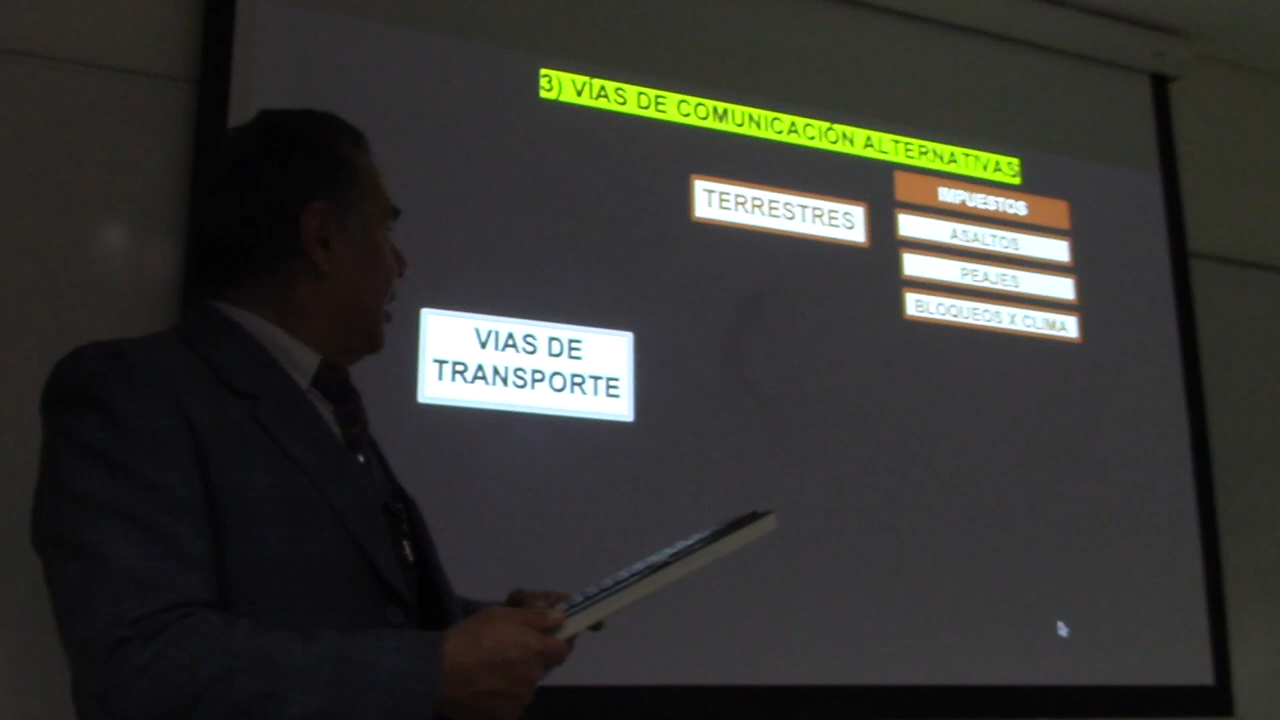 3) VÍAS DE COMUNICACIÓN ALTERNATIVAS
TERRESTRES
IMPUESTOS
ASALTOS
PEAJES
BLOQUEOS X CLIMA
VIAS DE
TRANSPORTE